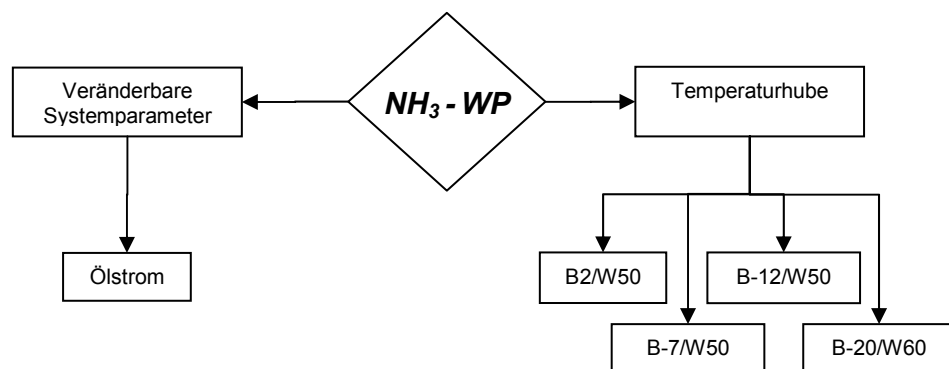 Veränderbare
Systemparameter
NH₃ - WP
Temperaturhube
Ölstrom
B2/W50
B-12/W50
B-7/W50
B-20/W60